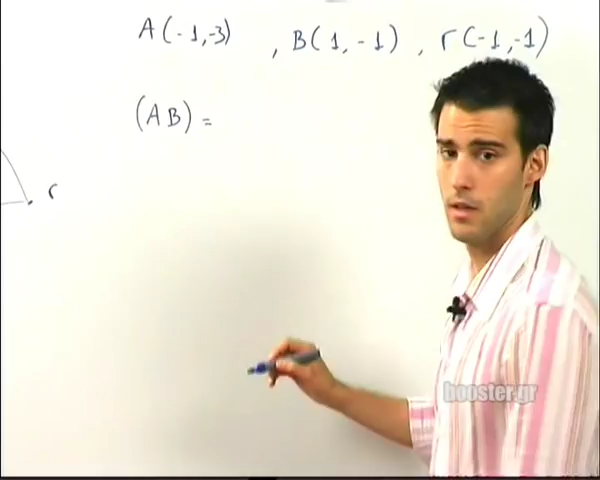 A(-1,-3) , B(1,-1) , Γ(-1,-1)
(AB) =
Γ
booster.gr